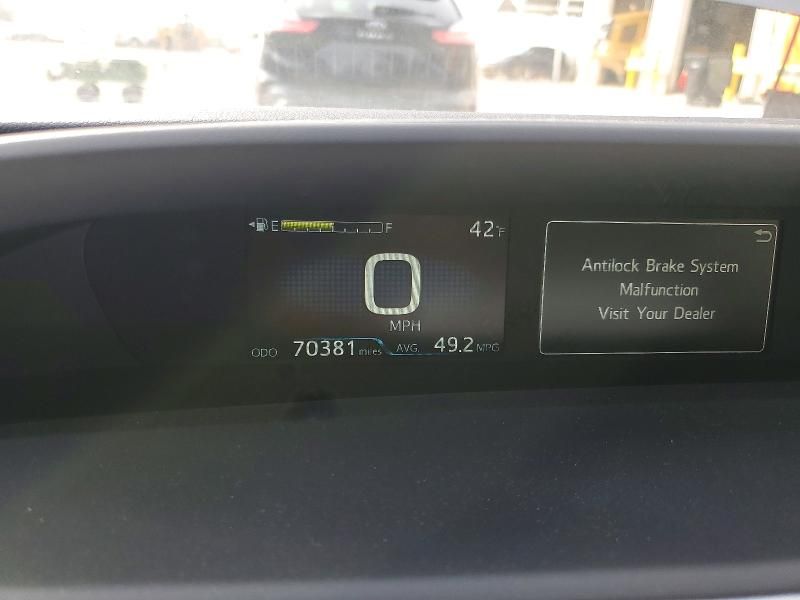 E F 42°F
0
MPH
ODO 70381 miles AVG. 49.2 MPG
Antilock Brake System
Malfunction
Visit Your Dealer